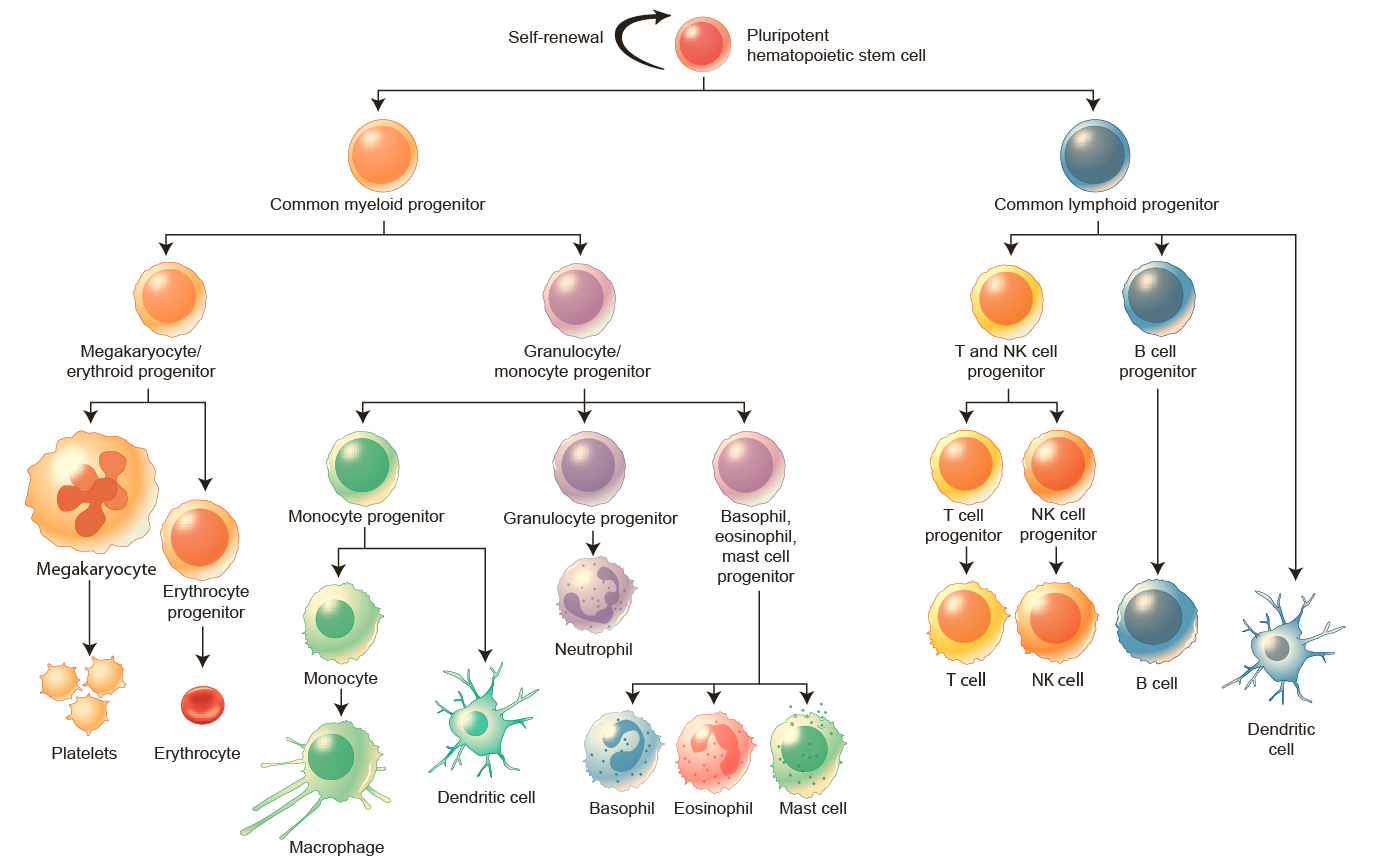 Self-renewal
Pluripotent
hematopoietic stem cell
Common myeloid progenitor
Common lymphoid progenitor
Megakaryocyte/
erythroid progenitor
Granulocyte/
monocyte progenitor
T and NK cell
progenitor
B cell
progenitor
Megakaryocyte
Erythrocyte
progenitor
Monocyte progenitor
Granulocyte progenitor
Basophil,
eosinophil,
mast cell
progenitor
T cell
progenitor
NK cell
progenitor
Platelets
Erythrocyte
Monocyte
Macrophage
Dendritic cell
Neutrophil
Basophil
Eosinophil
Mast cell
T cell
NK cell
B cell
Dendritic
cell